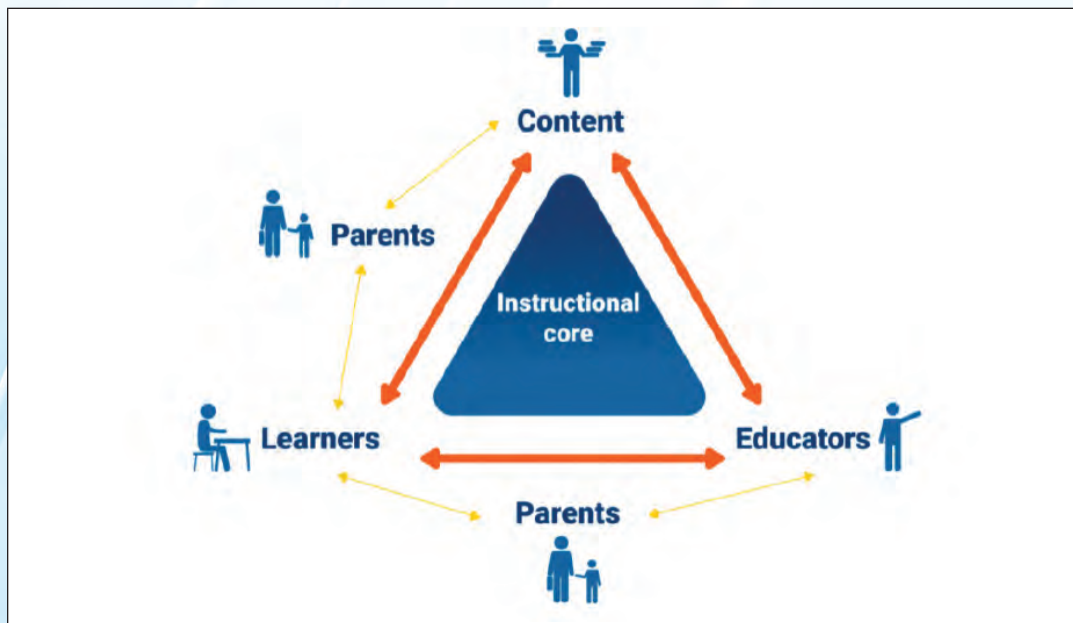 Content
Parents
Instructional
core
Learners
Educators
Parents